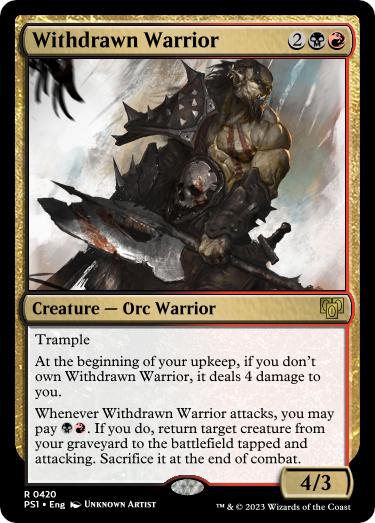 Withdrawn Warrior 2
Creature — Orc Warrior
Trample
At the beginning of your upkeep, if you don't
own Withdrawn Warrior, it deals 4 damage to
you.
Whenever Withdrawn Warrior attacks, you may
pay . If you do, return target creature from
your graveyard to the battlefield tapped and
attacking. Sacrifice it at the end of combat.
4/3
R 0420
PS1 • Eng Unknown Artist
™ & © 2023 Wizards of the Coast